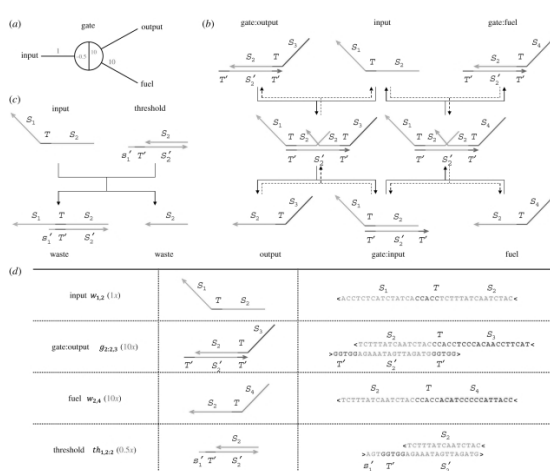 (a)
gate
output
input
1
-0.5
10
10
fuel
(b)
gate:output
input
gate:fuel
S3
S2 T
T' S2' T'
S1
T S2
S4
S2 T
T' S2' T'
(c)
input
threshold
S1
T S2
S2
s1' T' S2'
S1 T S2
s1' T' S2'
S2
waste
waste
S1 S3
T S2 S2 T
T' S2' T'
S1 S4
T S2 S2 T
T' S2' T'
S3
S2 T
S1
T S2
T' S2' T'
S4
S2 T
output
gate:input
fuel
(d)
input w1,2 (1x)
S1
T S2
S1 T S2
<ACCTCTCATCTATCACCACCTCTTTATCAATCTAC<
gate:output g2:2,3 (10x)
S3
S2 T
T' S2' T'
S2 T S3
<TCTTTATCAATCTACCCACCTCCCACAACCTTCAT<
>GGTGGAGAAATAGTTAGATGGGTGG>
T' S2' T'
fuel w2,4 (10x)
S4
S2 T
S2 T S4
<TCTTTATCAATCTACCCACCACATCCCCCATTACC<
threshold th1,2:2 (0.5x)
S2
s1' T' S2'
S2
<TCTTTATCAATCTAC<
>AGTGGTGGAGAAATAGTTAGATG>
s1' T' S2'